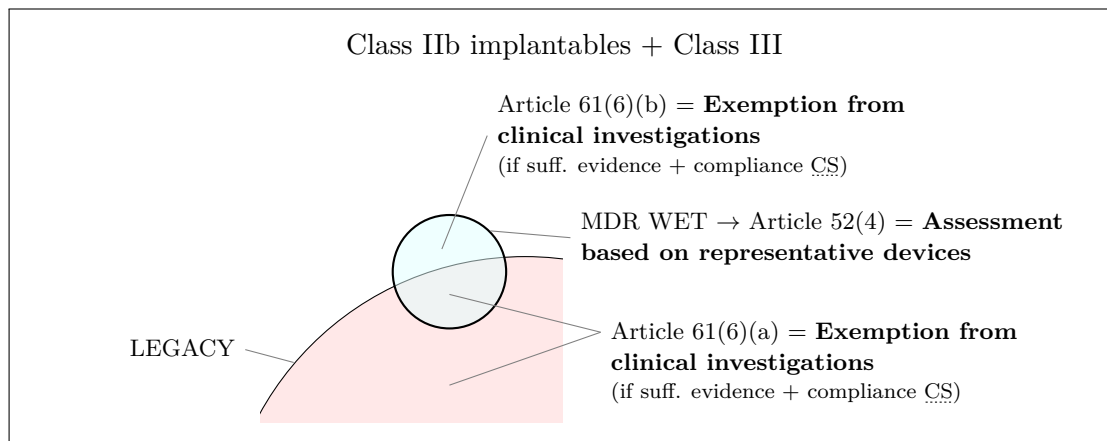 Class IIb implantables + Class III
Article 61(6)(b) = Exemption from
clinical investigations
(if suff. evidence + compliance CS)
MDR WET → Article 52(4) = Assessment
based on representative devices
LEGACY
Article 61(6)(a) = Exemption from
clinical investigations
(if suff. evidence + compliance CS)